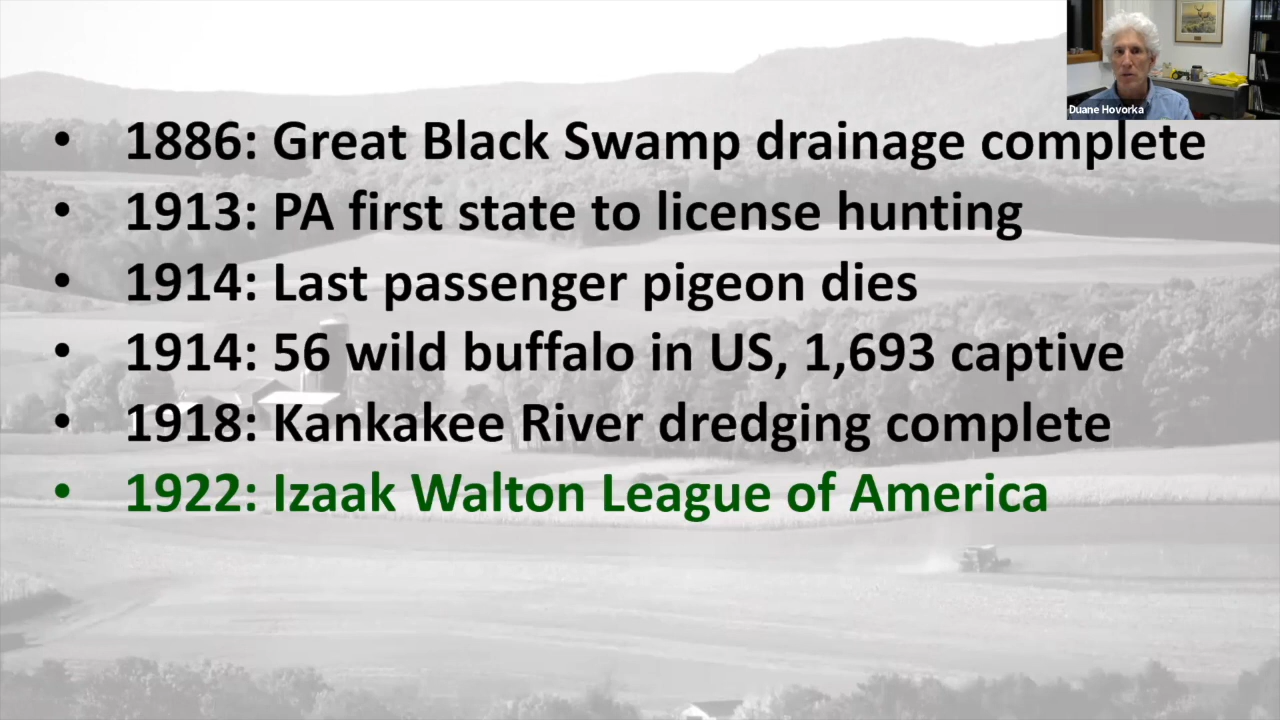 Duane Hovorka
• 1886: Great Black Swamp drainage complete
• 1913: PA first state to license hunting
• 1914: Last passenger pigeon dies
• 1914: 56 wild buffalo in US, 1,693 captive
• 1918: Kankakee River dredging complete
• 1922: Izaak Walton League of America